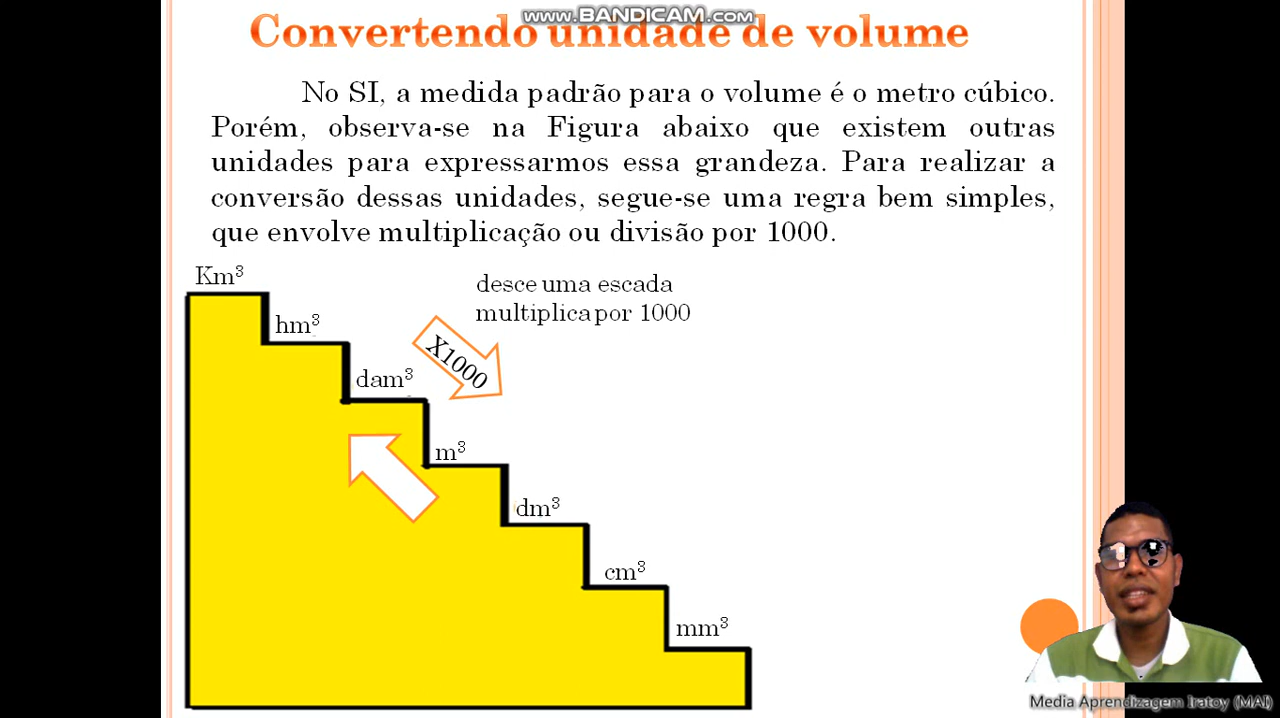 www.BANDICAM.com
Convertendo unidade de volume
No SI, a medida padrão para o volume é o metro cúbico.
Porém, observa-se na Figura abaixo que existem outras
unidades para expressarmos essa grandeza. Para realizar a
conversão dessas unidades, segue-se uma regra bem simples,
que envolve multiplicação ou divisão por 1000.
Km³
desce uma escada
multiplica por 1000
hm³
X1000
dam³
m³
dm³
cm³
mm³
Media Aprendizagem Iratoy (MAI)